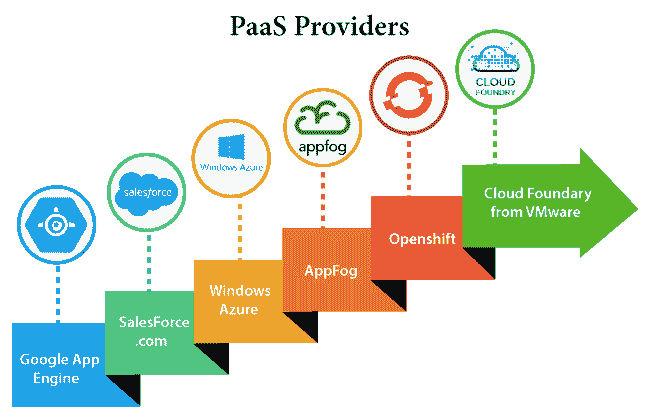 PaaS Providers
CLOUD
FOUNDRY
appfog
Windows Azure
salesforce
Cloud Foundary
from VMware
Openshift
AppFog
Windows
Azure
SalesForce
.com
Google App
Engine